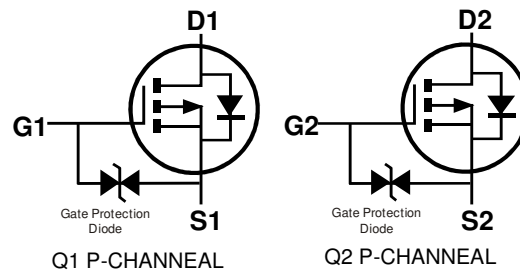 D1
D2
G1
G2
Gate Protection
Diode
S1
Gate Protection
Diode
S2
Q1 P-CHANNEAL
Q2 P-CHANNEAL